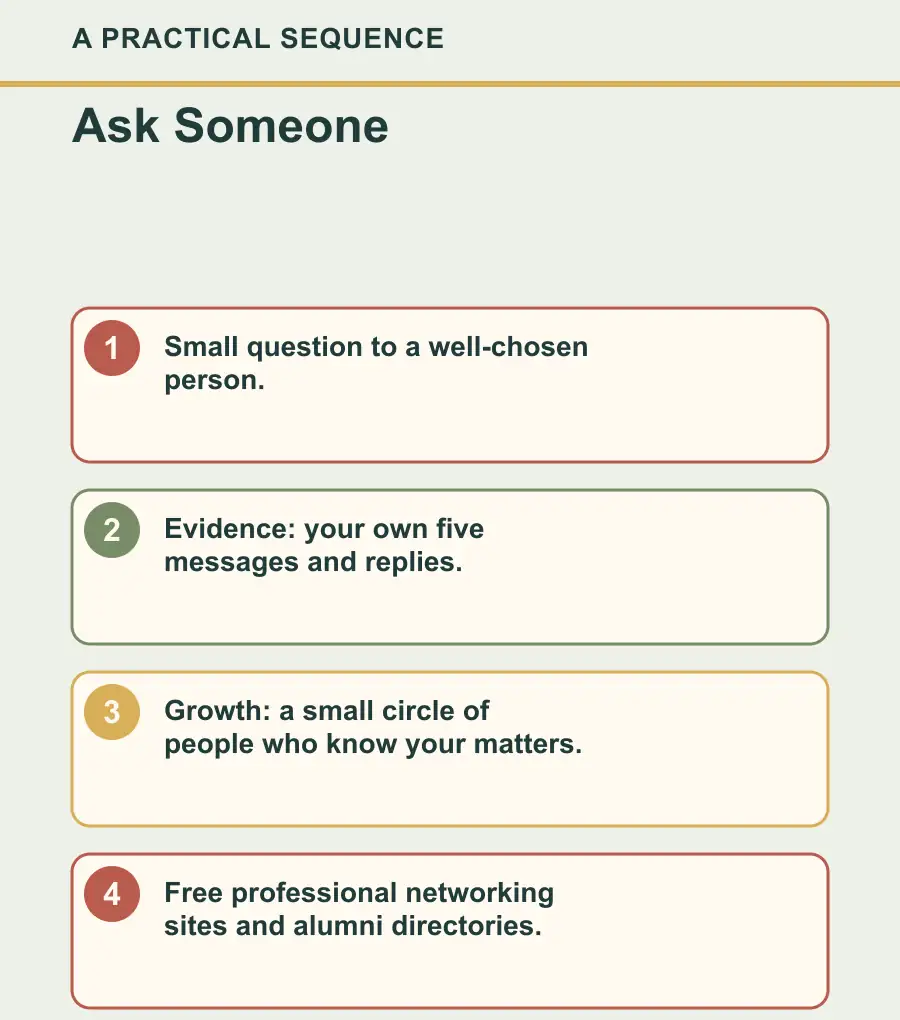 A PRACTICAL SEQUENCE
Ask Someone
1
Small question to a well-chosen
person.
2
Evidence: your own five
messages and replies.
3
Growth: a small circle of
people who know your matters.
4
Free professional networking
sites and alumni directories.